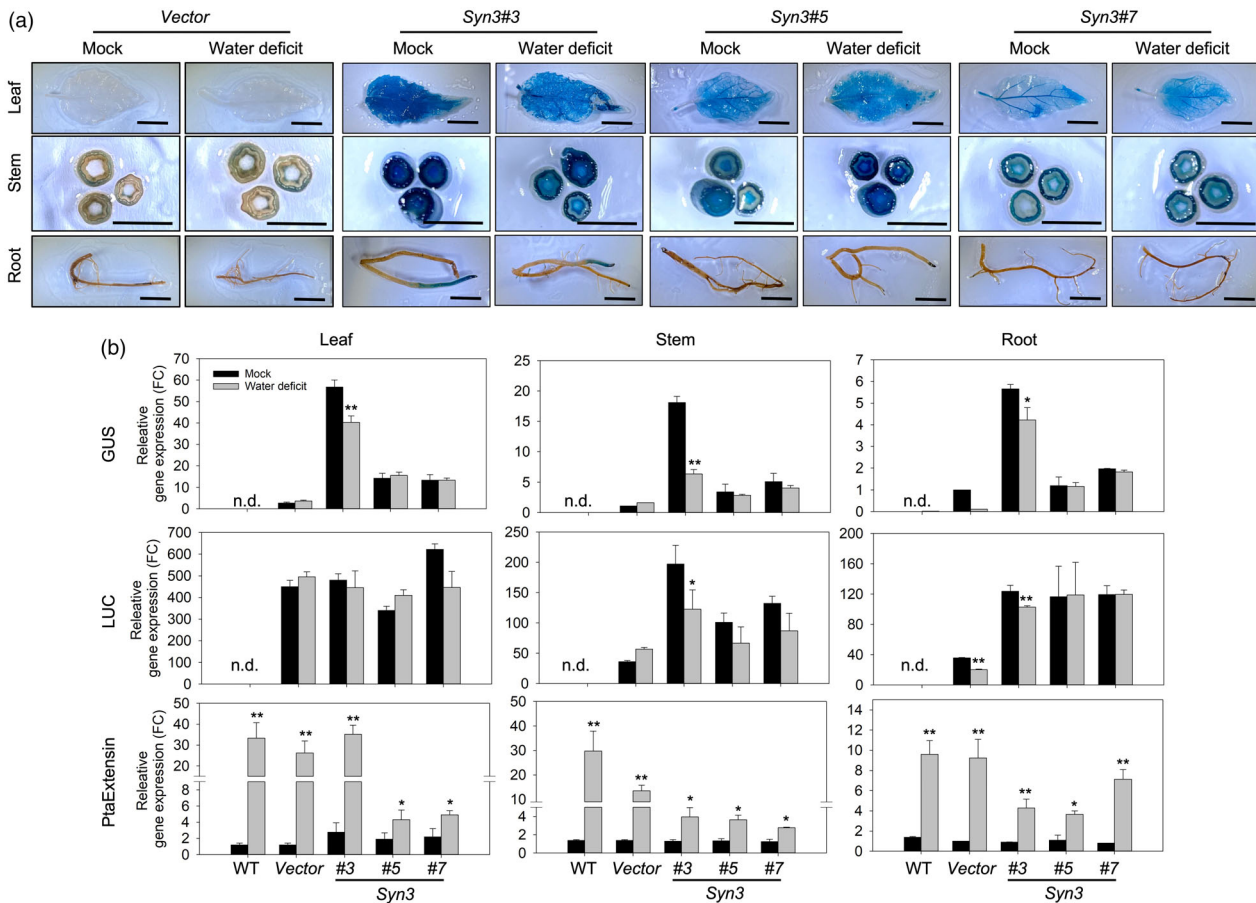 (a)
Vector Syn3#3 Syn3#5 Syn3#7
Mock Water deficit Mock Water deficit Mock Water deficit Mock Water deficit
Leaf
Stem
Root
(b)
Leaf Stem Root
GUS
Releative
gene expression (FC)
70
60
50
40
30
20
10
0
Mock
Water deficit
n.d.
**
25
20
15
10
5
0
n.d.
**
7
6
5
4
3
2
1
0
n.d.
*
LUC
Releative
gene expression (FC)
700
600
500
400
300
200
100
0
n.d.
250
200
150
100
50
0
n.d.
*
200
160
120
80
40
0
n.d.
** **
PtaExtensin
Releative
gene expression (FC)
50
40
30
20
10
8
6
4
2
0
** ** ** * *
50
40
30
20
10
8
6
4
2
0
** ** * * *
14
12
10
8
6
4
2
0
** ** ** * **
WT Vector #3 #5 #7 WT Vector #3 #5 #7 WT Vector #3 #5 #7
Syn3 Syn3 Syn3